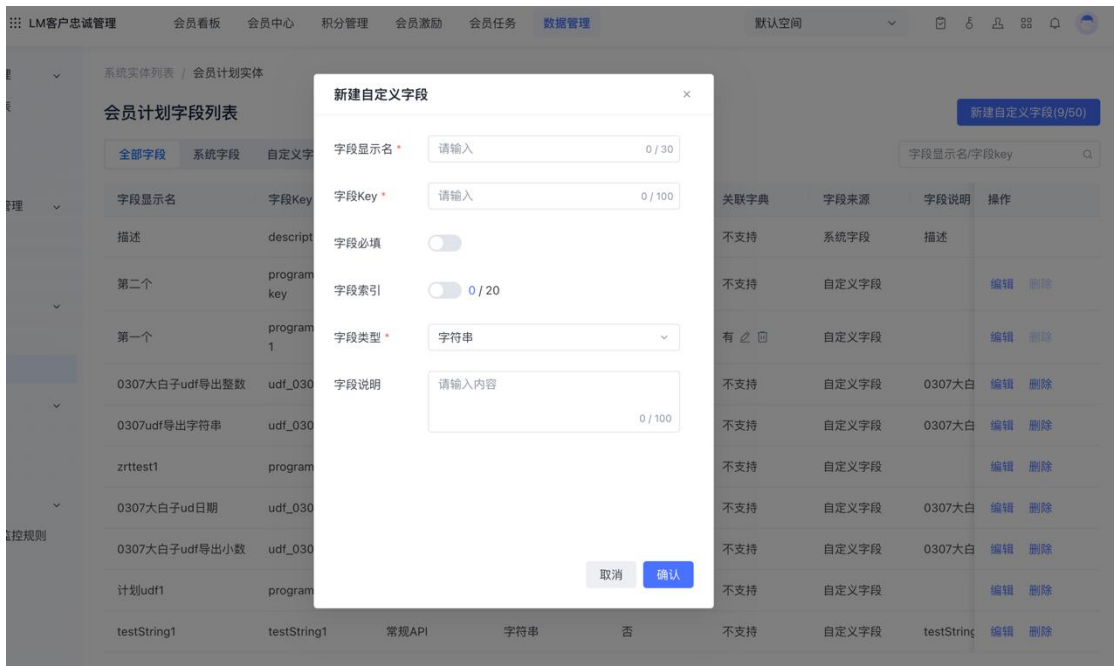 LM客户忠诚管理 会员看板 会员中心 积分管理 会员激励 会员任务 数据管理 默认空间
系统实体列表 / 会员计划实体
会员计划字段列表 新建自定义字段(9/50)
全部字段 系统字段 自定义字 字段显示名/字段key
字段显示名 字段Key 关联字典 字段来源 字段说明 操作
描述 descript 不支持 系统字段 描述
第二个 program
key 不支持 自定义字段 编辑 删除
第一个 program
1 有 自定义字段 编辑 删除
0307大白子udf导出整数 udf_030 不支持 自定义字段 0307大白 编辑 删除
0307udf导出字符串 udf_030 不支持 自定义字段 0307大白 编辑 删除
zrttest1 program 不支持 自定义字段 编辑 删除
0307大白子ud日期 udf_030 不支持 自定义字段 0307大白 编辑 删除
0307大白子udf导出小数 udf_030 不支持 自定义字段 0307大白 编辑 删除
计划udf1 program 不支持 自定义字段 编辑 删除
testString1 testString1 常规API 字符串 否 不支持 自定义字段 testString 编辑 删除
管理
监控规则
新建自定义字段 ×
字段显示名 * 请输入 0 / 30
字段Key * 请输入 0 / 100
字段必填
字段索引 0 / 20
字段类型 * 字符串
字段说明 请输入内容
0 / 100
取消 确认